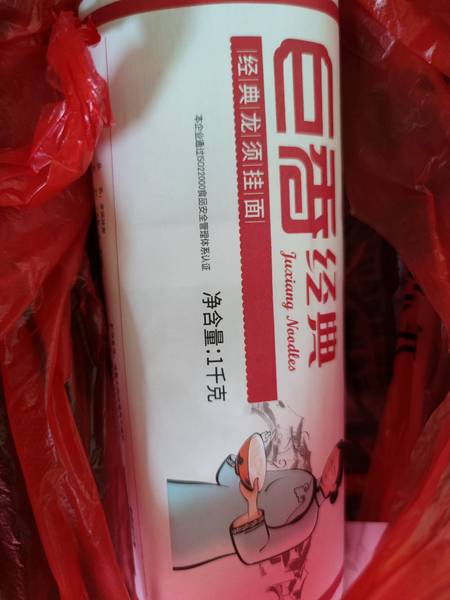 巨香经典
Juxiang Noodles
经典龙须挂面
本企业通过ISO22000食品安全管理体系认证
净含量:1千克